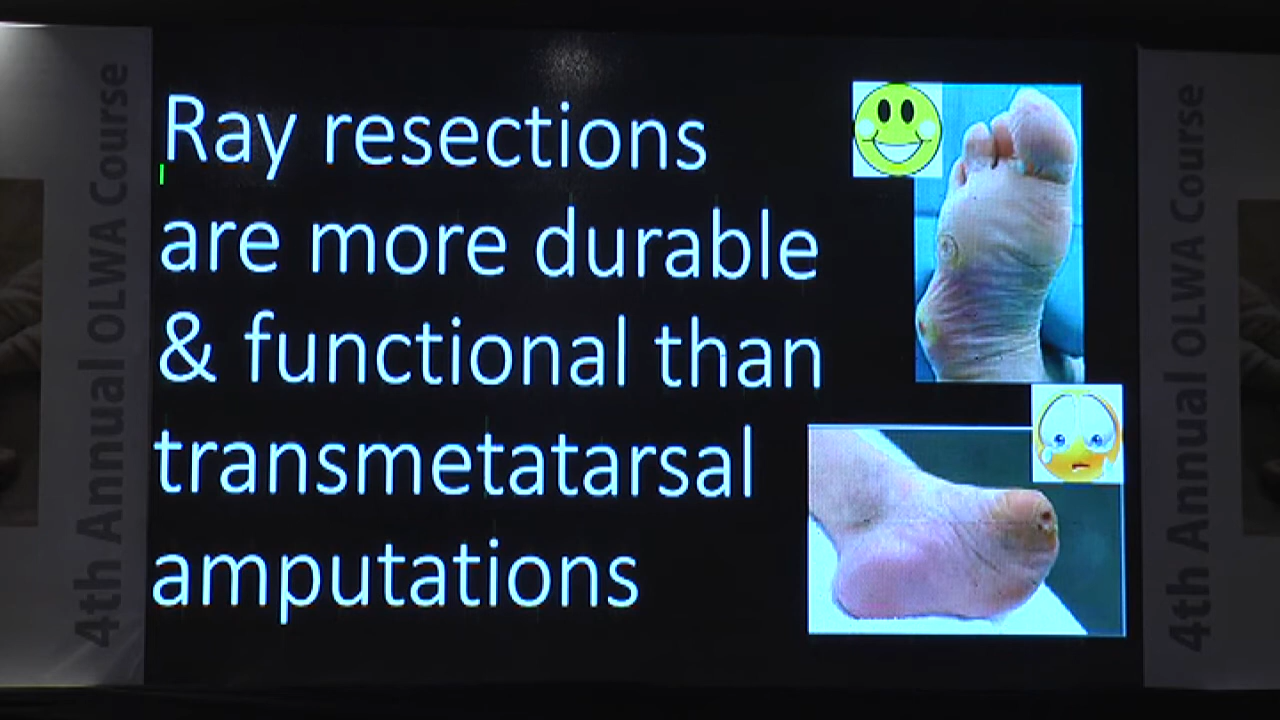 Ray resections
are more durable
& functional than
transmetatarsal
amputations
4th Annual OLWA Course
4th Annual OLWA Course